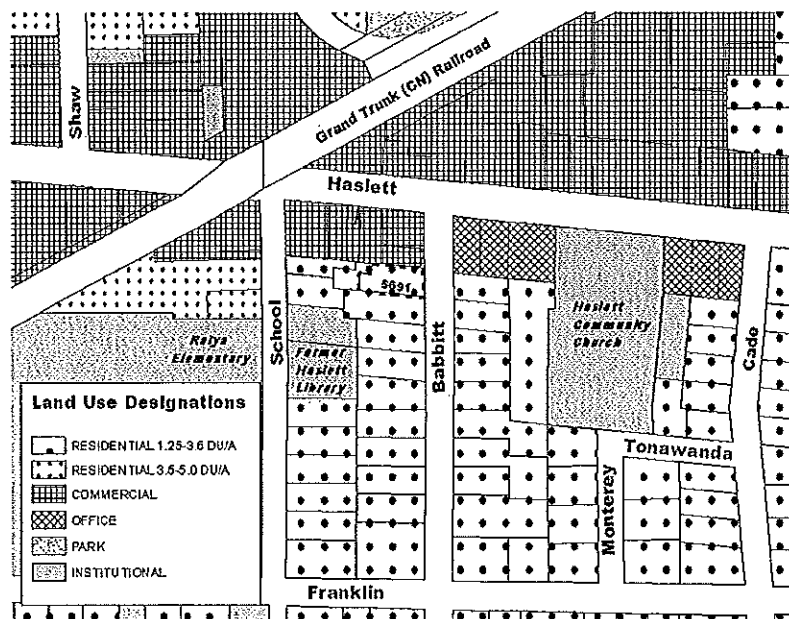 Shaw
Grand Trunk (CN) Railroad
Haslett
5691
School
Babbitt
Haslett
Community
Church
Cade
Ralya
Elementary
Former
Haslett
Library
Tonawanda
Monterey
Franklin
Land Use Designations
RESIDENTIAL 1.25-3.5 DU/A
RESIDENTIAL 3.5-5.0 DU/A
COMMERCIAL
OFFICE
PARK
INSTITUTIONAL